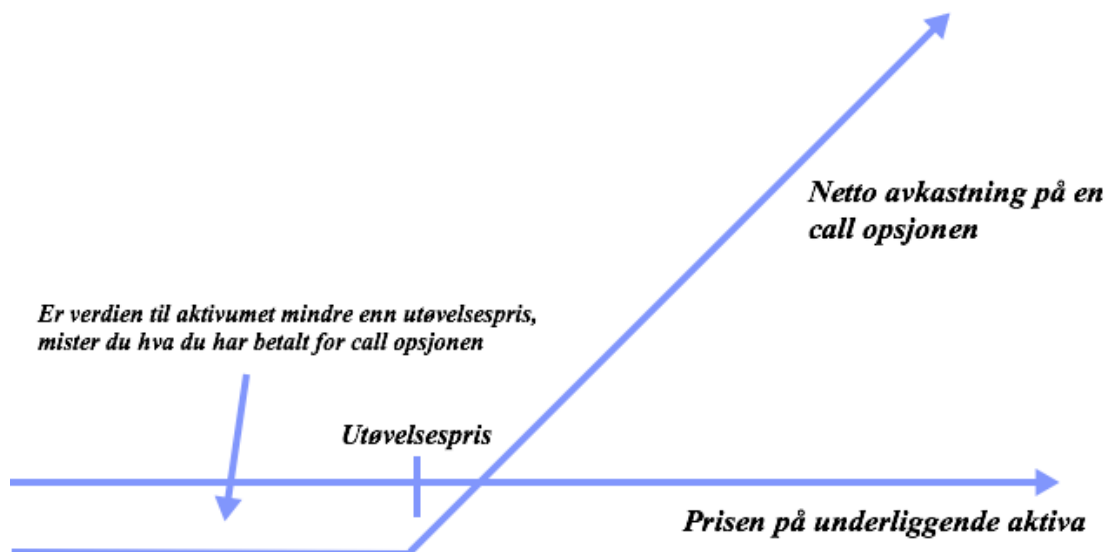 Netto avkastning på en
call opsjonen
Er verdien til aktivumet mindre enn utøvelsespris,
mister du hva du har betalt for call opsjonen
Utøvelsespris
Prisen på underliggende aktiva